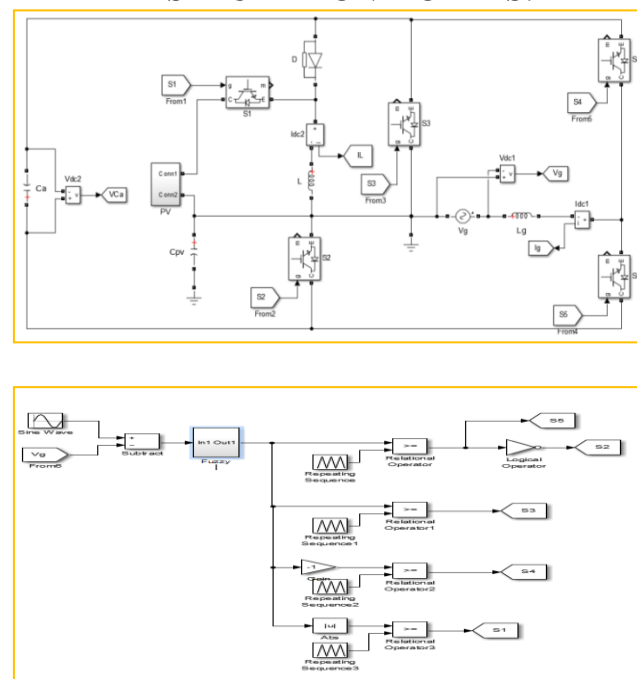 D
S1
From1
g
m
C
E
S1
Idc2
IL
L
S3
S3
From3
S4
From5
Vdc1
Vg
Vdc2
VCa
Ca
Conn1
Conn2
PV
Cpv
S2
S2
From2
Vg
Lg
Idc1
Ig
S5
From4
Sine Wave
Vg
From6
Subtract
In1 Out1
Fuzzy
Repeating
Sequence
>=
Relational
Operator
S5
Logical
Operator
S2
Repeating
Sequence1
>=
Relational
Operator1
S3
-1
Gain
Repeating
Sequence2
>=
Relational
Operator2
S4
|u|
Abs
Repeating
Sequence3
>=
Relational
Operator3
S1